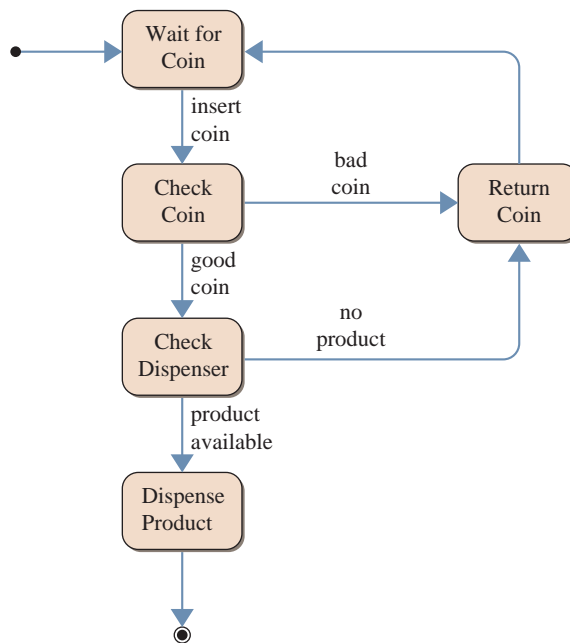 Wait for
Coin
insert
coin
Check
Coin
bad
coin
Return
Coin
good
coin
Check
Dispenser
no
product
product
available
Dispense
Product